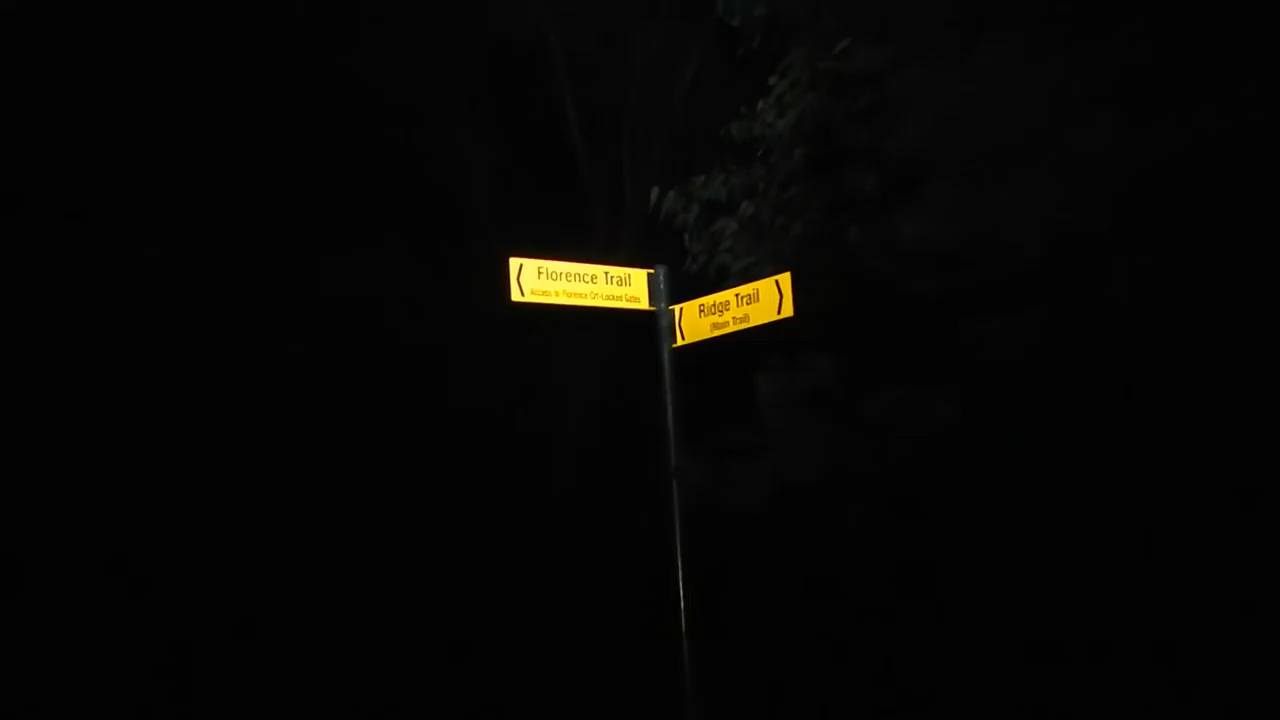 Florence Trail
Access to Florence Crt-Locked Gates
Ridge Trail
(Main Trail)